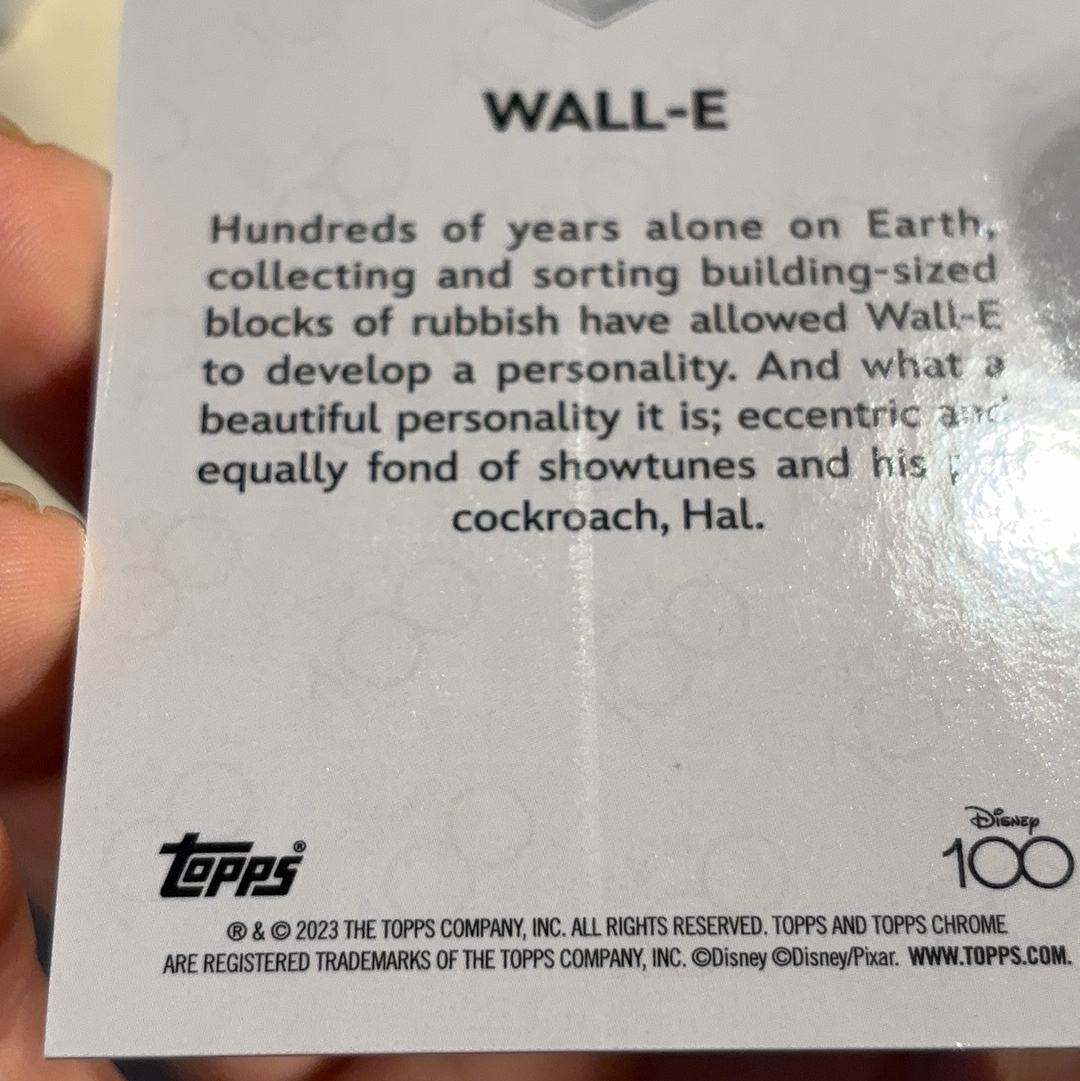 WALL-E
Hundreds of years alone on Earth,
collecting and sorting building-sized
blocks of rubbish have allowed Wall-E
to develop a personality. And what a
beautiful personality it is; eccentric and
equally fond of showtunes and his
cockroach, Hal.
topps®
Disney
100
® & © 2023 THE TOPPS COMPANY, INC. ALL RIGHTS RESERVED. TOPPS AND TOPPS CHROME
ARE REGISTERED TRADEMARKS OF THE TOPPS COMPANY, INC. ©Disney ©Disney/Pixar. WWW.TOPPS.COM.